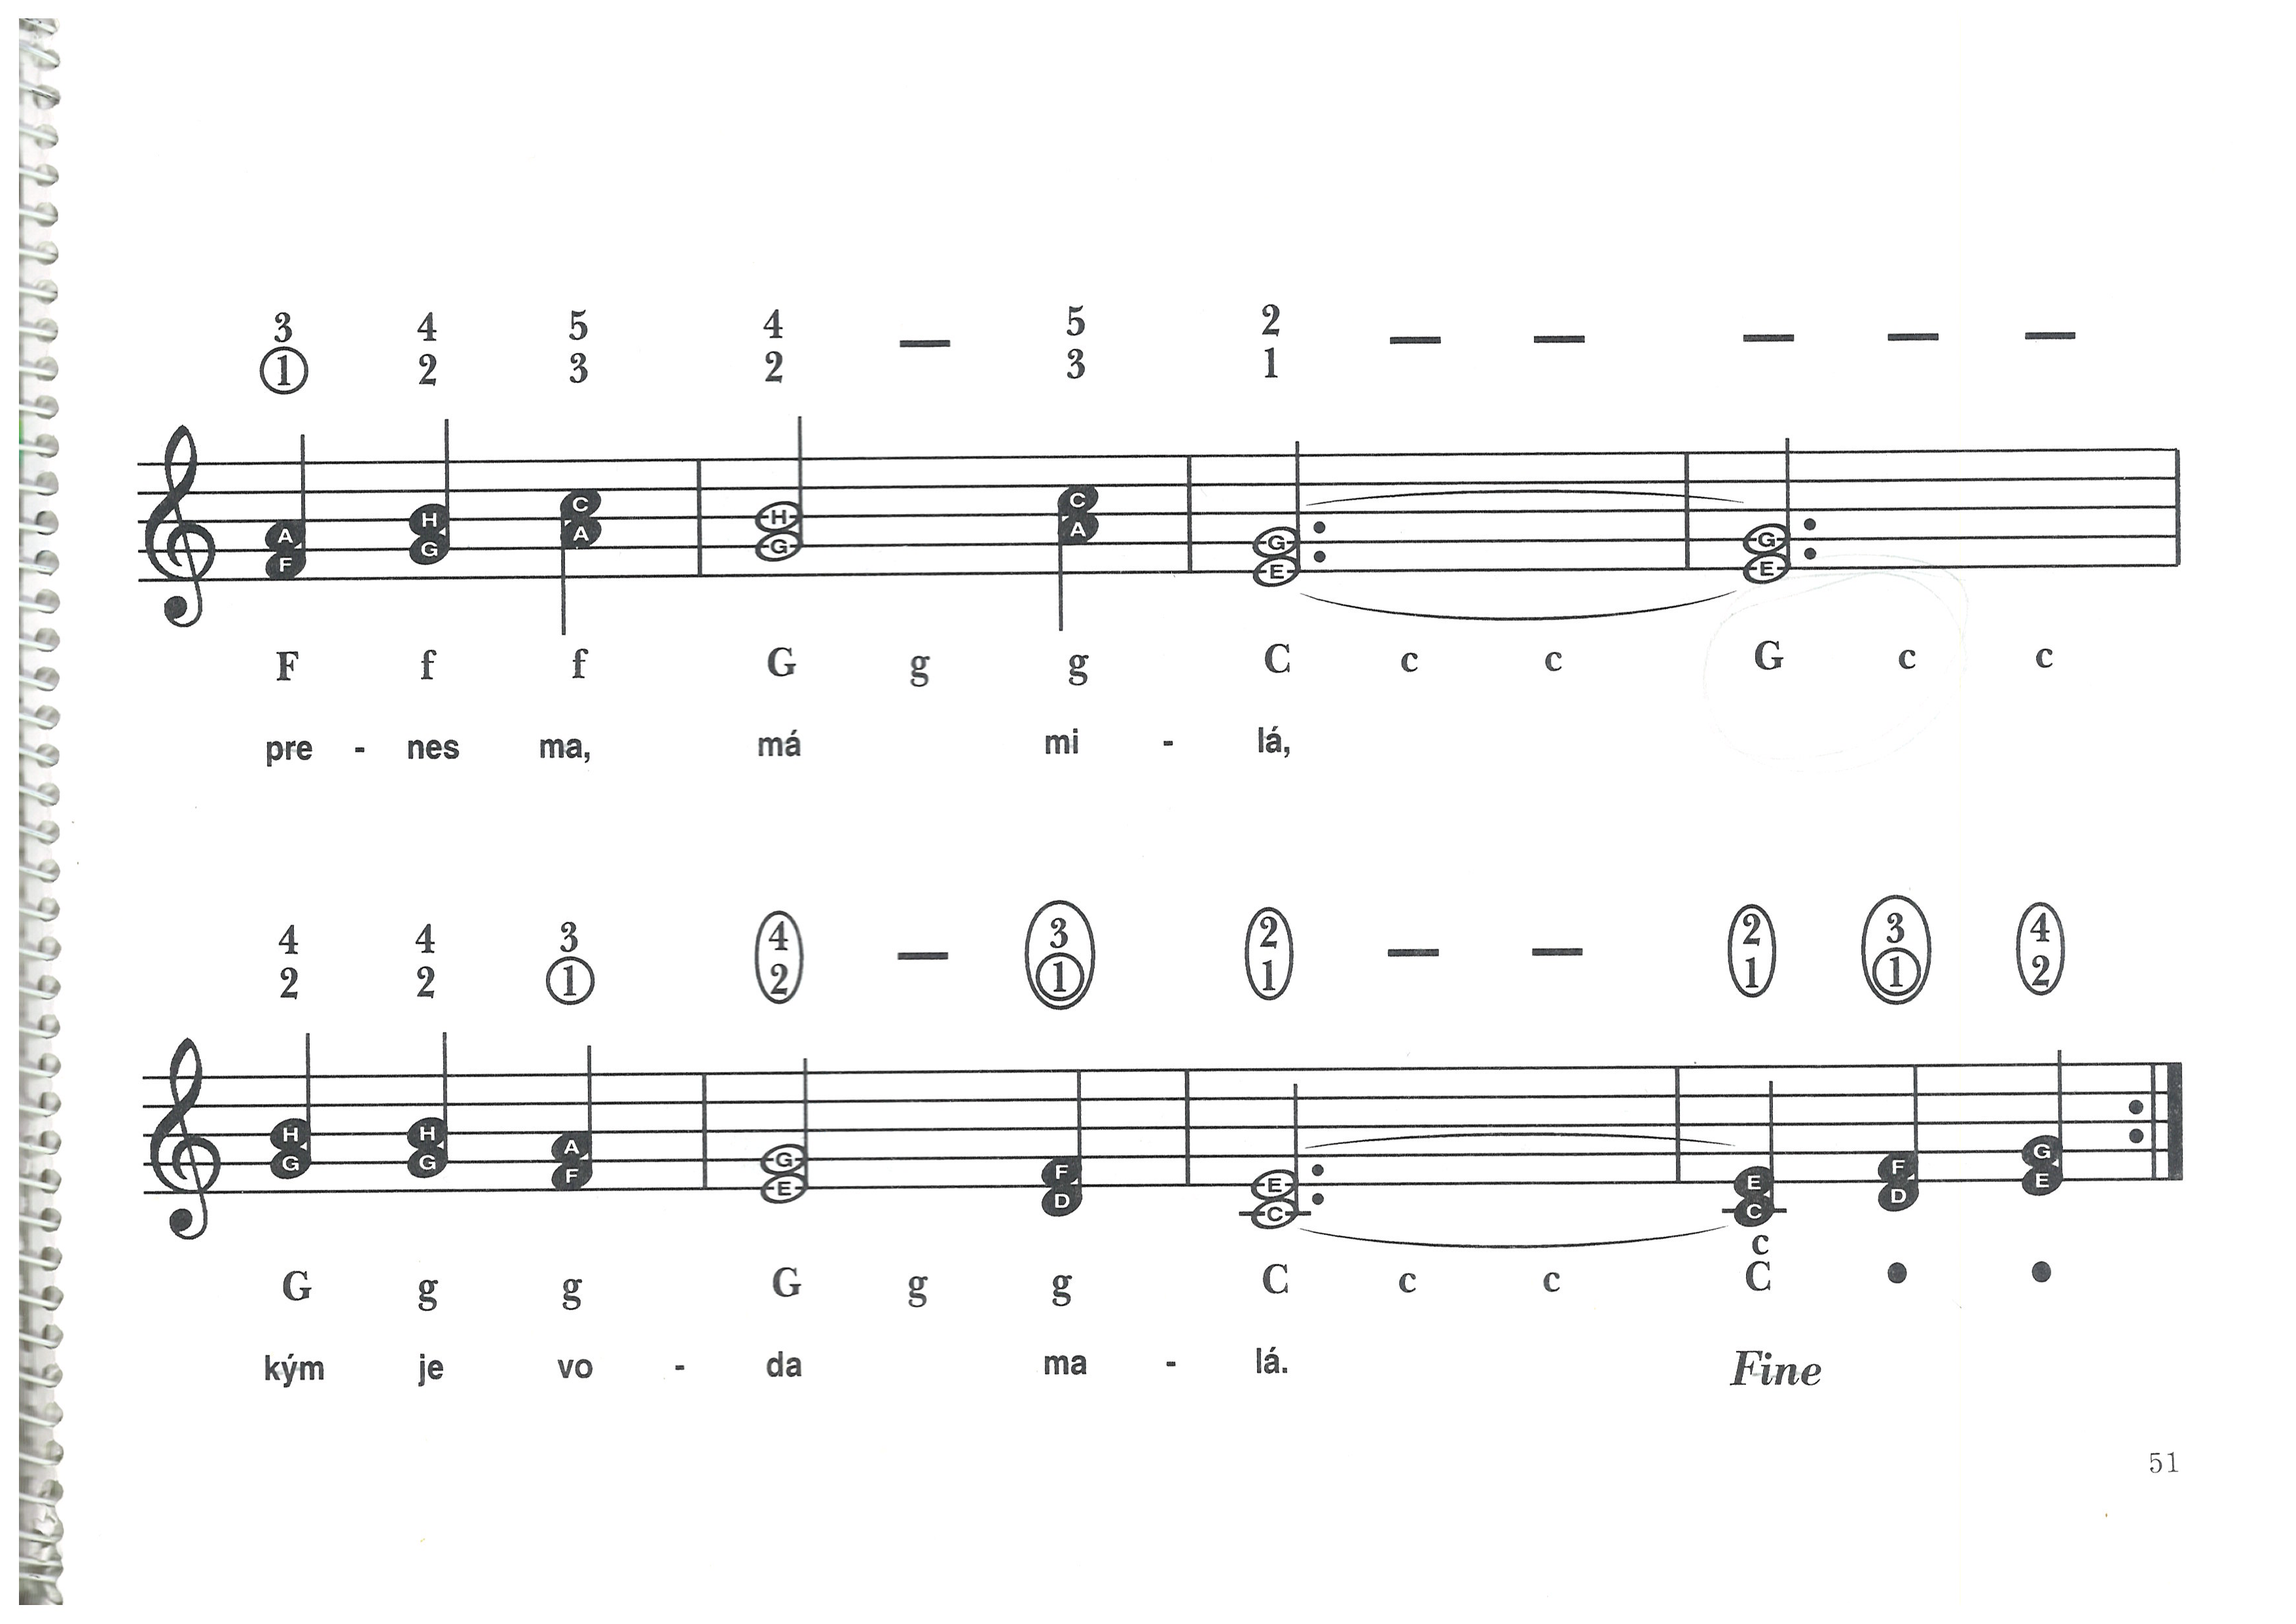 3 4 5 4 — 5 2 — — — — —
1 2 3 2 3 1
A H C H C G G
F G A G A E E
F f f G g g C c c G c c
pre - nes ma, má mi - lá,
4 4 3 4 — 3 2 — — 2 3 4
2 2 1 2 1 1 1 1 2
H H A G F E E F G
G G F E D C C D E
c
G g g G g g C c c C • •
kým je vo - da ma - lá. Fine
51